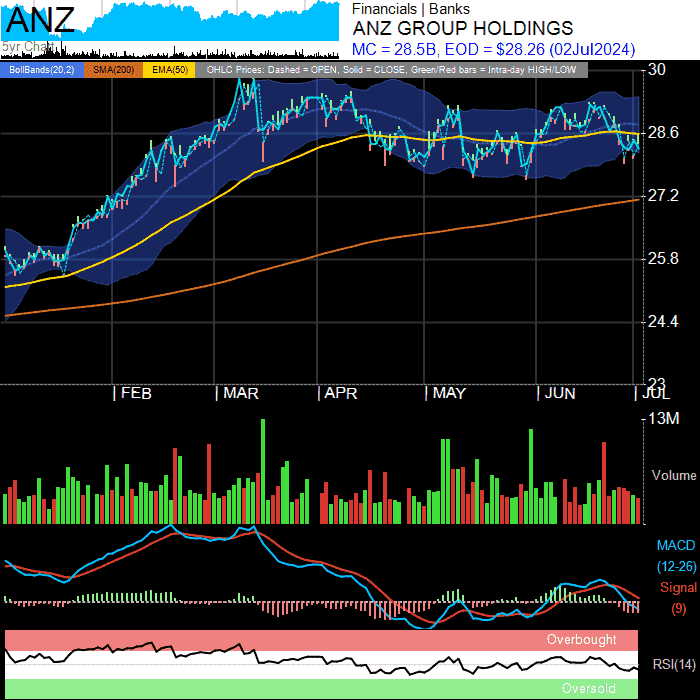 ANZ
5yr Chart
Financials | Banks
ANZ GROUP HOLDINGS
MC = 28.5B, EOD = $28.26 (02Jul2024)
BollBands(20,2) SMA(200) EMA(50) OHLC Prices: Dashed = OPEN, Solid = CLOSE, Green/Red bars = Intra-day HIGH/LOW
30
28.6
27.2
25.8
24.4
23
FEB MAR APR MAY JUN JUL
13M
Volume
MACD
(12-26)
Signal
(9)
Overbought
RSI(14)
Oversold